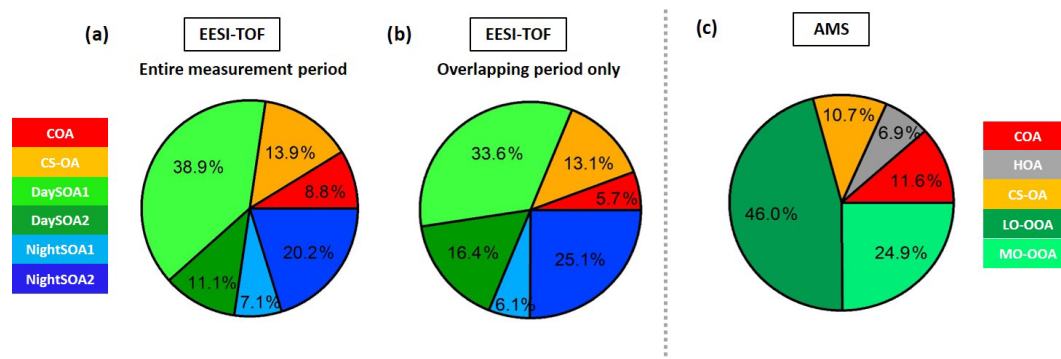 (a)
EESI-TOF
Entire measurement period
COA
CS-OA
DaySOA1
DaySOA2
NightSOA1
NightSOA2
38.9%
13.9%
8.8%
20.2%
7.1%
11.1%
(b)
EESI-TOF
Overlapping period only
33.6%
13.1%
5.7%
25.1%
6.1%
16.4%
(c)
AMS
10.7%
6.9%
11.6%
24.9%
46.0%
COA
HOA
CS-OA
LO-OOA
MO-OOA